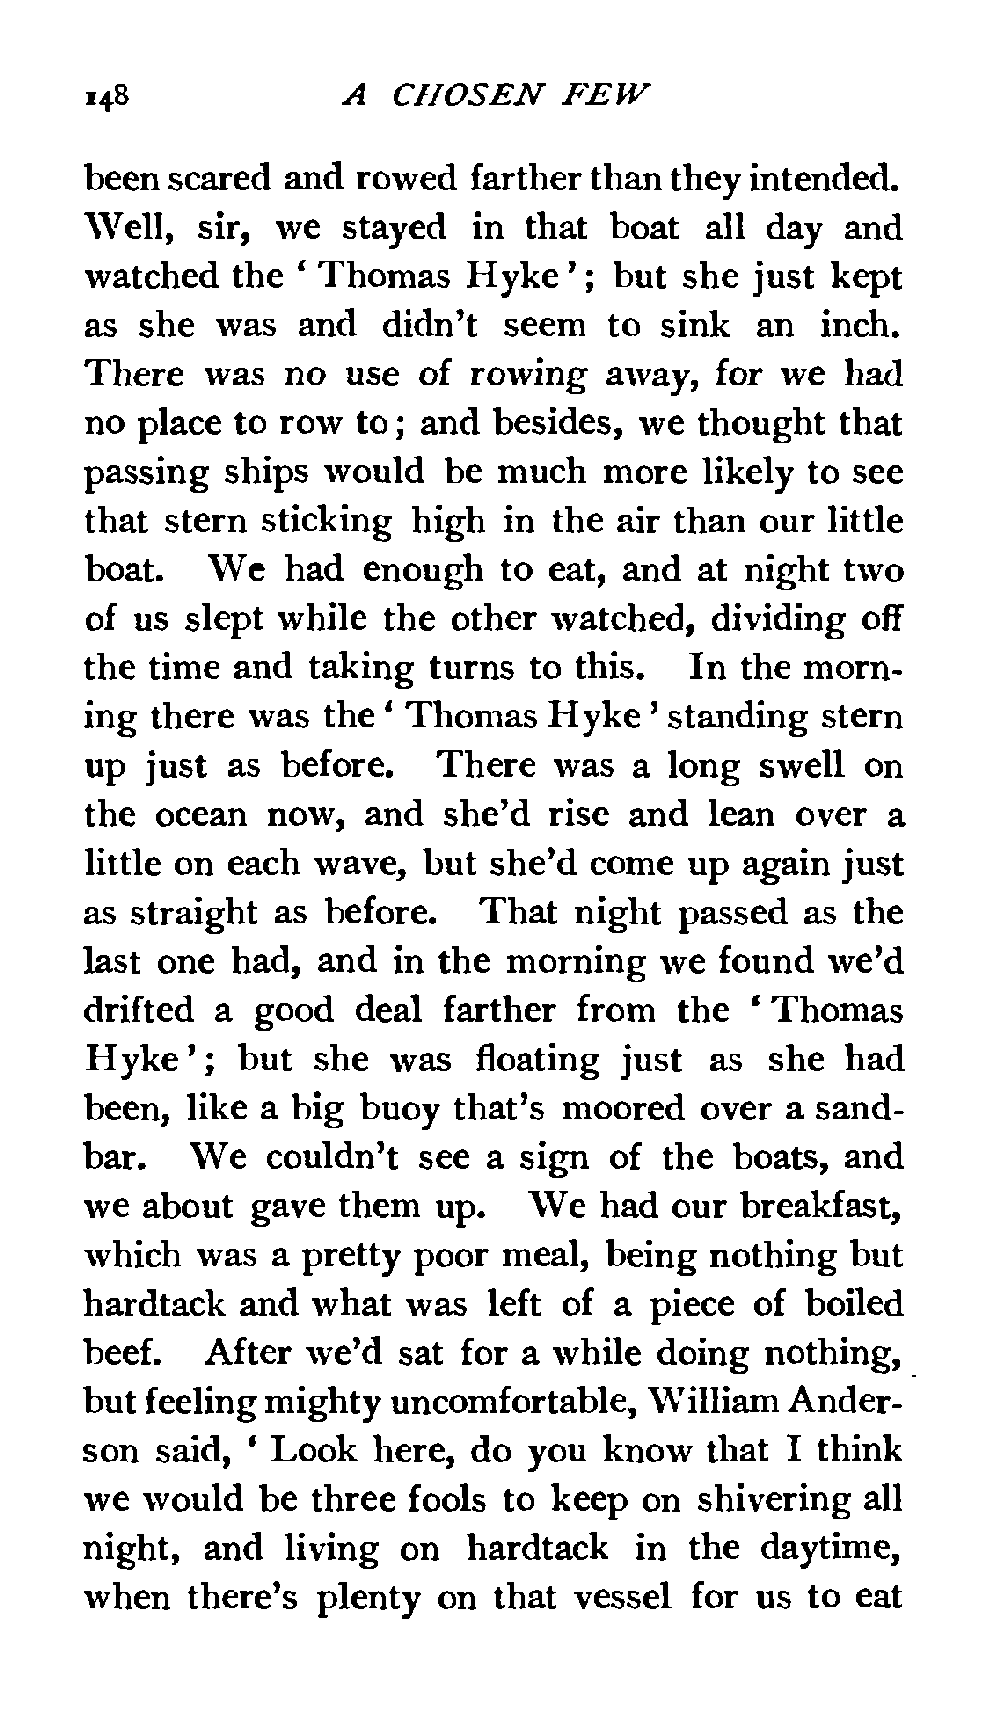 148 A CHOSEN FEW
been scared and rowed farther than they intended.
Well, sir, we stayed in that boat all day and
watched the ‘ Thomas Hyke ’ ; but she just kept
as she was and didn’t seem to sink an inch.
There was no use of rowing away, for we had
no place to row to ; and besides, we thought that
passing ships would be much more likely to see
that stern sticking high in the air than our little
boat. We had enough to eat, and at night two
of us slept while the other watched, dividing off
the time and taking turns to this. In the morn-
ing there was the ‘ Thomas Hyke ’ standing stern
up just as before. There was a long swell on
the ocean now, and she’d rise and lean over a
little on each wave, but she’d come up again just
as straight as before. That night passed as the
last one had, and in the morning we found we’d
drifted a good deal farther from the ‘ Thomas
Hyke ’ ; but she was floating just as she had
been, like a big buoy that’s moored over a sand-
bar. We couldn’t see a sign of the boats, and
we about gave them up. We had our breakfast,
which was a pretty poor meal, being nothing but
hardtack and what was left of a piece of boiled
beef. After we’d sat for a while doing nothing,
but feeling mighty uncomfortable, William Ander-
son said, ‘ Look here, do you know that I think
we would be three fools to keep on shivering all
night, and living on hardtack in the daytime,
when there’s plenty on that vessel for us to eat